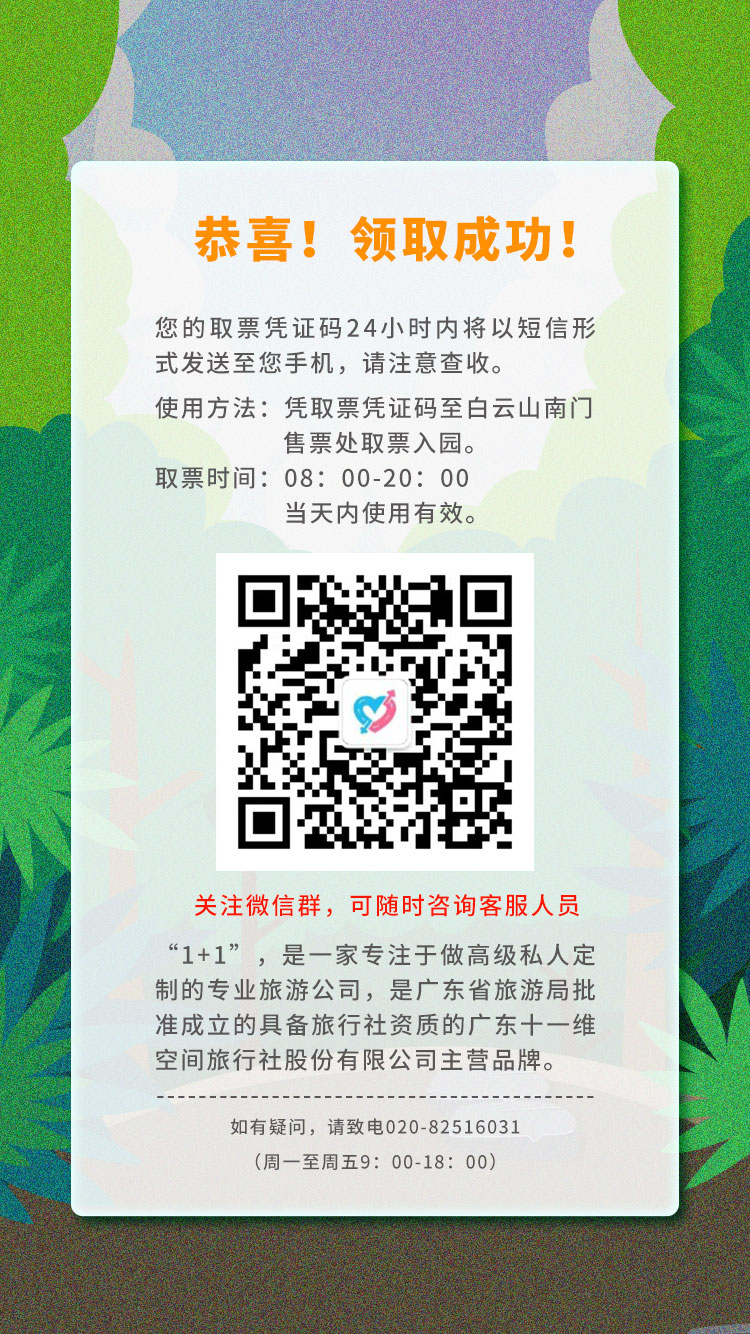 恭喜！领取成功！
您的取票凭证码24小时内将以短信形
式发送至您手机，请注意查收。
使用方法：凭取票凭证码至白云山南门
售票处取票入园。
取票时间：08：00-20：00
当天内使用有效。
关注微信群，可随时咨询客服人员
“1+1”，是一家专注于做高级私人定
制的专业旅游公司，是广东省旅游局批
准成立的具备旅行社资质的广东十一维
空间旅行社股份有限公司主营品牌。
如有疑问，请致电020-82516031
（周一至周五9：00-18：00）